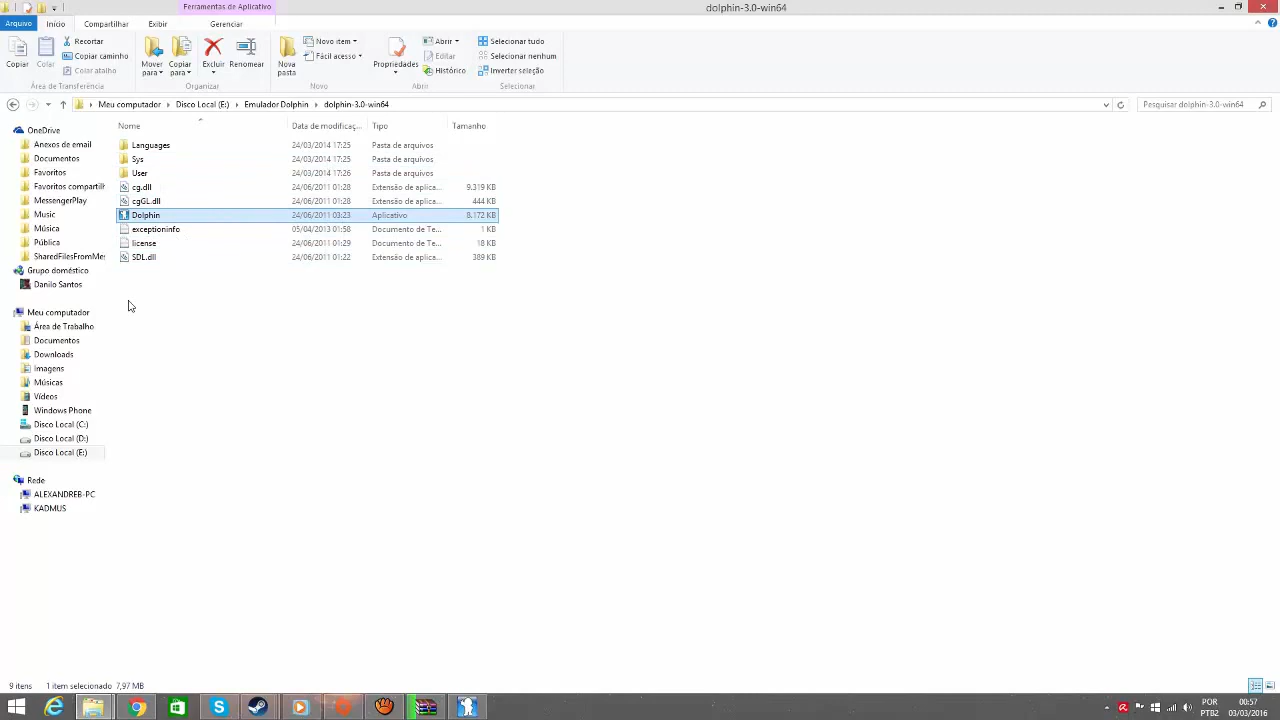 Ferramentas de Aplicativo
dolphin-3.0-win64
Arquivo Início Compartilhar Exibir Gerenciar
Copiar
Colar
Recortar
Copiar caminho
Colar atalho
Área de Transferência
Mover para
Copiar para
Excluir
Renomear
Organizar
Nova pasta
Novo item
Fácil acesso
Novo
Propriedades
Abrir
Editar
Histórico
Abrir
Selecionar tudo
Selecionar nenhum
Inverter seleção
Selecionar
Meu computador Disco Local (E:) Emulador Dolphin dolphin-3.0-win64
Pesquisar dolphin-3.0-win64
OneDrive
Anexos de email
Documentos
Favoritos
Favoritos compartil
MessengerPlay
Music
Música
Pública
SharedFilesFromMes
Grupo doméstico
Danilo Santos
Meu computador
Área de Trabalho
Documentos
Downloads
Imagens
Músicas
Vídeos
Windows Phone
Disco Local (C:)
Disco Local (D:)
Disco Local (E:)
Rede
ALEXANDREB-PC
KADMUS
Nome Data de modificaç... Tipo Tamanho
Languages 24/03/2014 17:25 Pasta de arquivos
Sys 24/03/2014 17:25 Pasta de arquivos
User 24/03/2014 17:26 Pasta de arquivos
cg.dll 24/06/2011 01:28 Extensão de aplica... 9.319 KB
cgGL.dll 24/06/2011 01:28 Extensão de aplica... 444 KB
Dolphin 24/06/2011 03:23 Aplicativo 8.172 KB
exceptioninfo 05/04/2013 01:58 Documento de Te... 1 KB
license 24/06/2011 01:29 Documento de Te... 18 KB
SDL.dll 24/06/2011 01:22 Extensão de aplica... 389 KB
9 itens 1 item selecionado 7,97 MB
POR 00:57
PTB2 03/03/2016